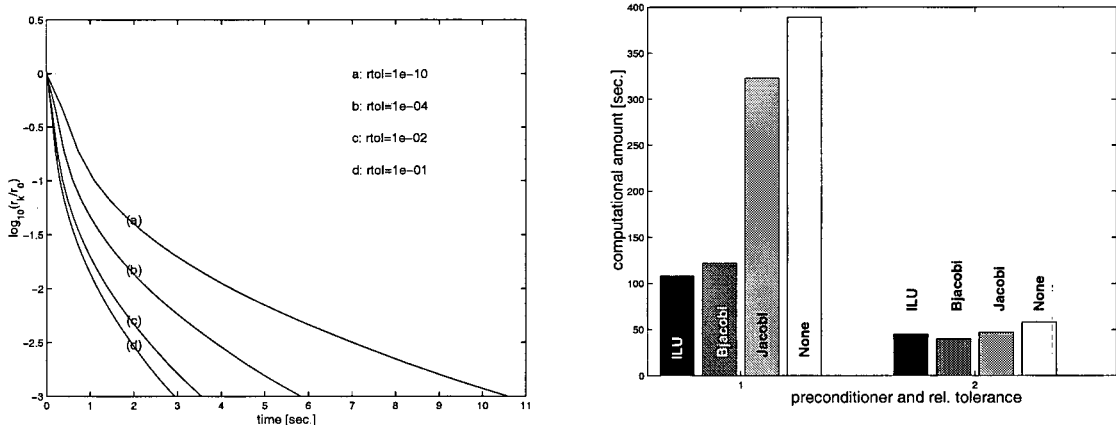 0.5
0
-0.5
-1
-1.5
-2
-2.5
-3
log10(rk/r0)
0 1 2 3 4 5 6 7 8 9 10 11
time [sec.]
a: rtol=1e-10
b: rtol=1e-04
c: rtol=1e-02
d: rtol=1e-01
(a)
(b)
(c)
(d)
400
350
300
250
200
150
100
50
0
computational amount [sec.]
ILU
Bjacobi
Jacobi
None
ILU
Bjacobi
Jacobi
None
1 2
preconditioner and rel. tolerance